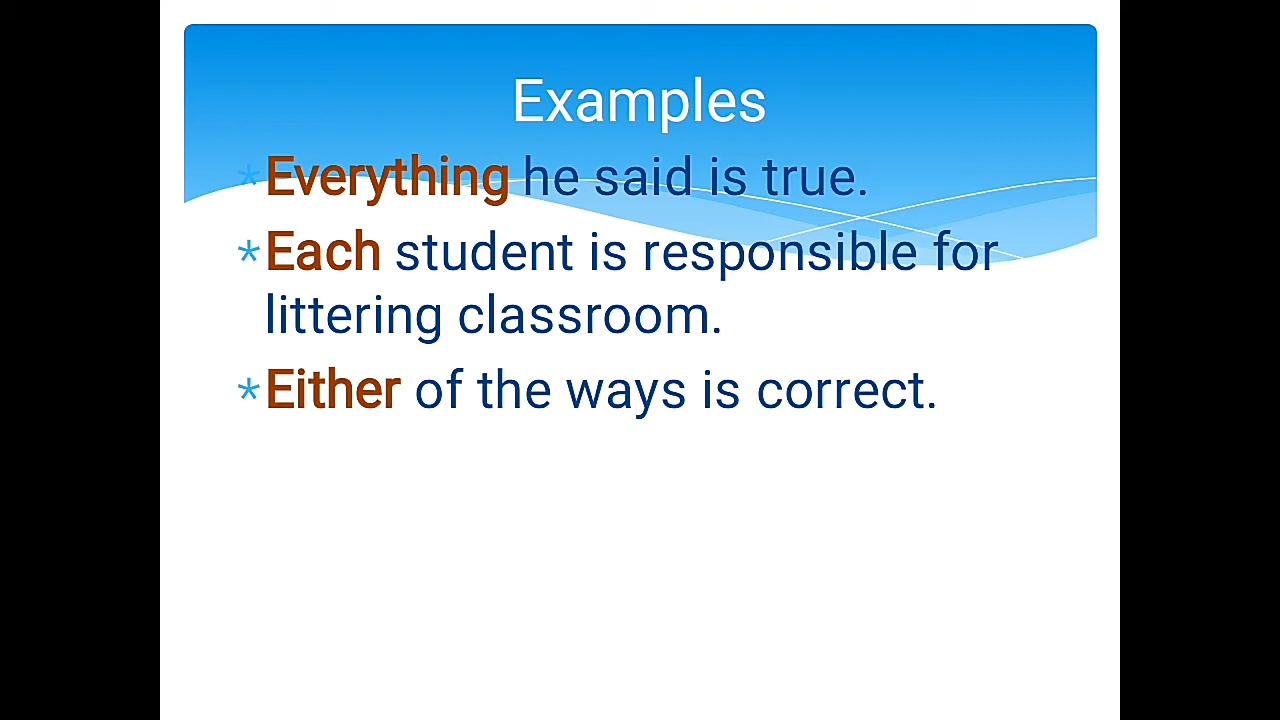 Examples
* Everything he said is true.
* Each student is responsible for
littering classroom.
* Either of the ways is correct.